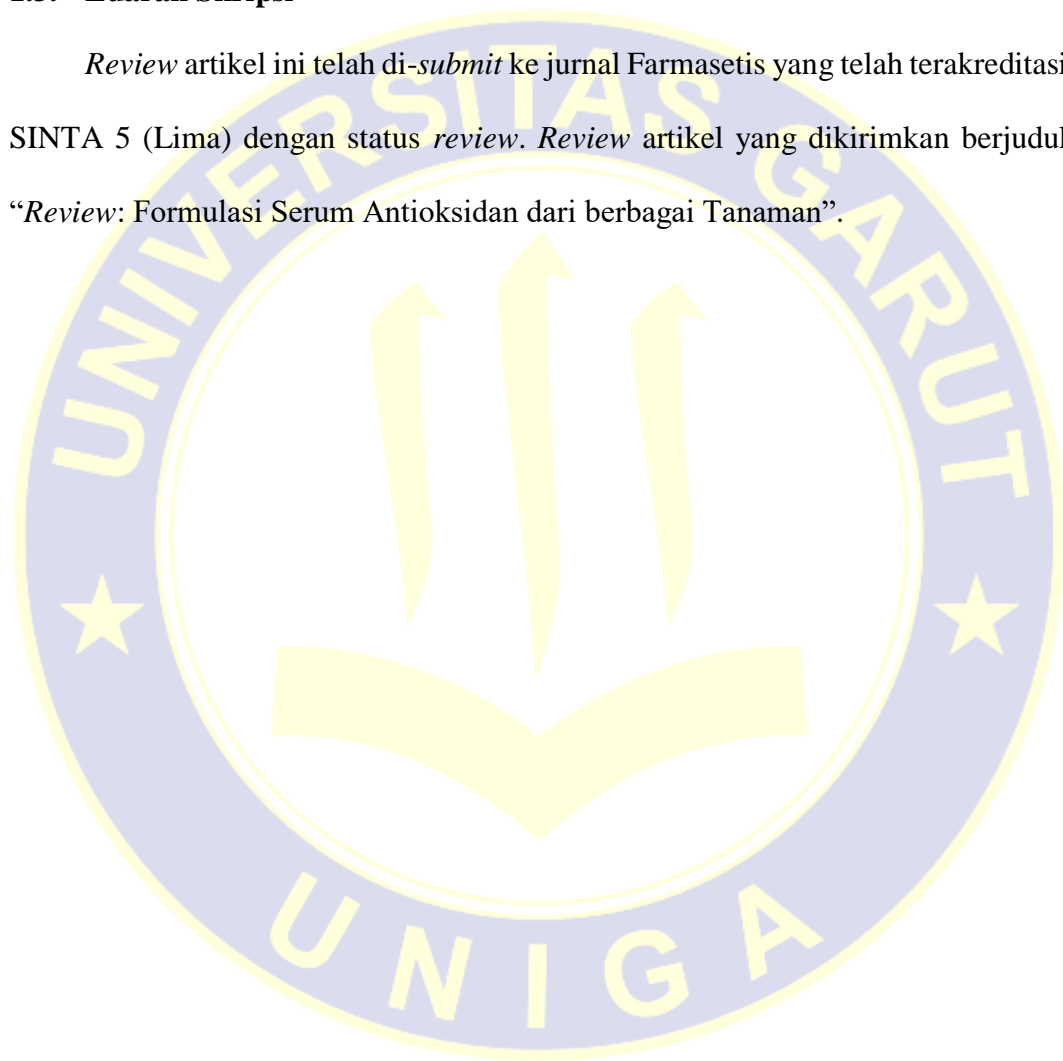 Review artikel ini telah di-submit ke jurnal Farmasetis yang telah terakreditasi
SINTA 5 (Lima) dengan status review. Review artikel yang dikirimkan berjudul
“Review: Formulasi Serum Antioksidan dari berbagai Tanaman”.
UNIVERSITAS GARUT
UNIGA